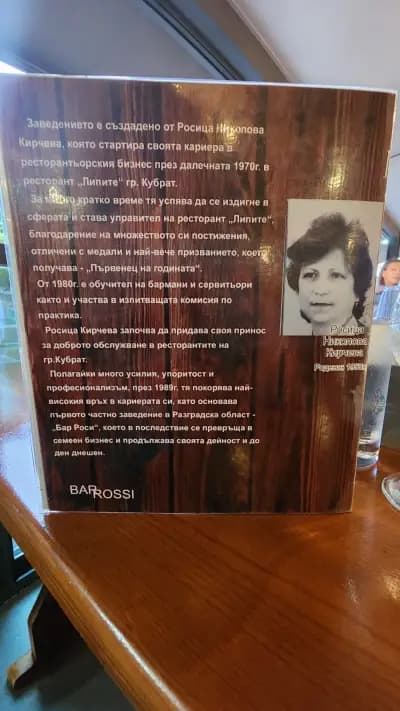 Заведението е създадено от Росица Николова
Кирчева, която стартира своята кариера в
ресторантьорския бизнес през далечната 1970г. в
ресторант „Липите“ гр. Кубрат.
За много кратко време тя успява да се издигне в
сферата и става управител на ресторант „Липите“,
благодарение на множеството си постижения,
отличени с медали и най-вече призванието, което
получава - „Първенец на годината“.
От 1980г. е обучител на бармани и сервитьори
както и участва в изпитващата комисия по
практика.
Росица Кирчева започва да придава своя принос
за доброто обслужване в ресторантите на
гр.Кубрат.
Полагайки много усилия, упоритост и
професионализъм, през 1989г. тя покорява най-
високия връх в кариерата си, като основава
първото частно заведение в Разградска област -
„Бар Роси“, което в последствие се превръща в
семеен бизнес и продължава своята дейност и до
ден днешен.
Росица
Николова
Кирчева
Родена
BAR ROSSI